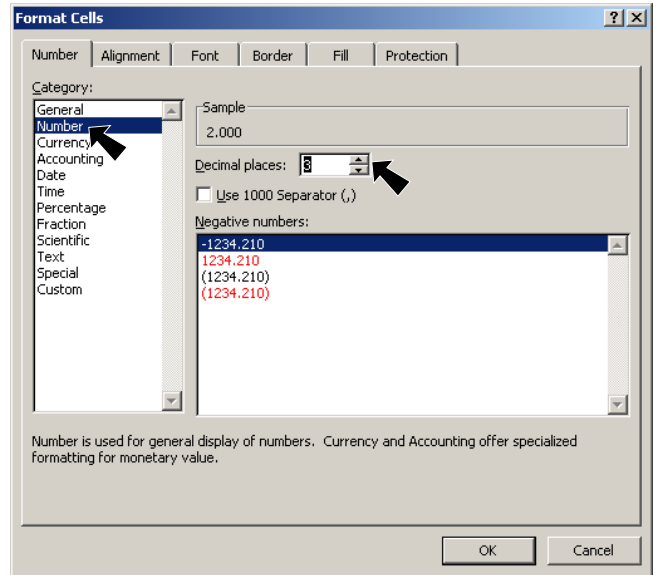 Format Cells
Number Alignment Font Border Fill Protection
Category:
General
Number
Currency
Accounting
Date
Time
Percentage
Fraction
Scientific
Text
Special
Custom
Sample
2.000
Decimal places: 3
Use 1000 Separator (,)
Negative numbers:
-1234.210
1234.210
(1234.210)
(1234.210)
Number is used for general display of numbers. Currency and Accounting offer specialized
formatting for monetary value.
OK Cancel